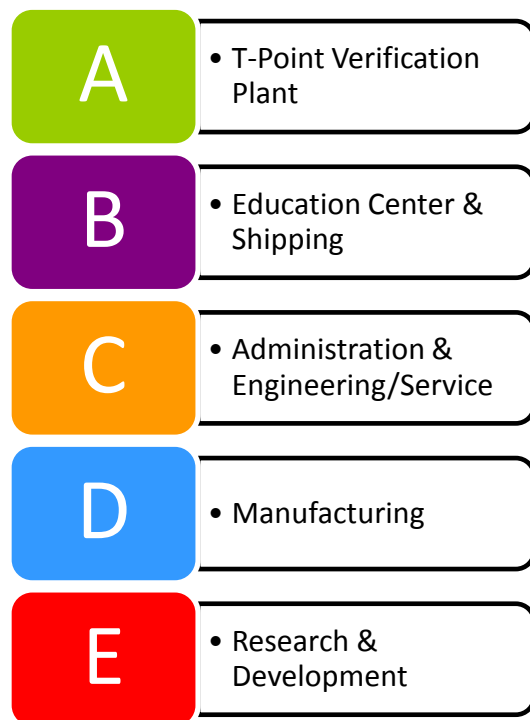 A
• T-Point Verification
Plant
B
• Education Center &
Shipping
C
• Administration &
Engineering/Service
D
• Manufacturing
E
• Research &
Development